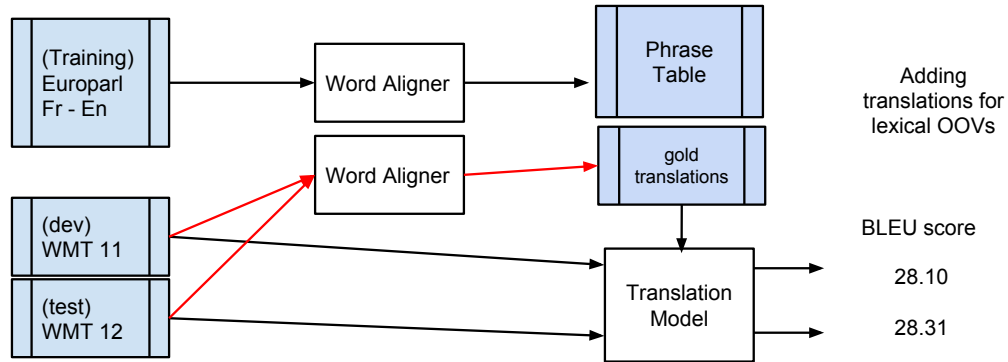 (Training)
Europarl
Fr - En
Word Aligner
Phrase
Table
Adding
translations for
lexical OOVs
Word Aligner
gold
translations
(dev)
WMT 11
BLEU score
(test)
WMT 12
Translation
Model
28.10
28.31